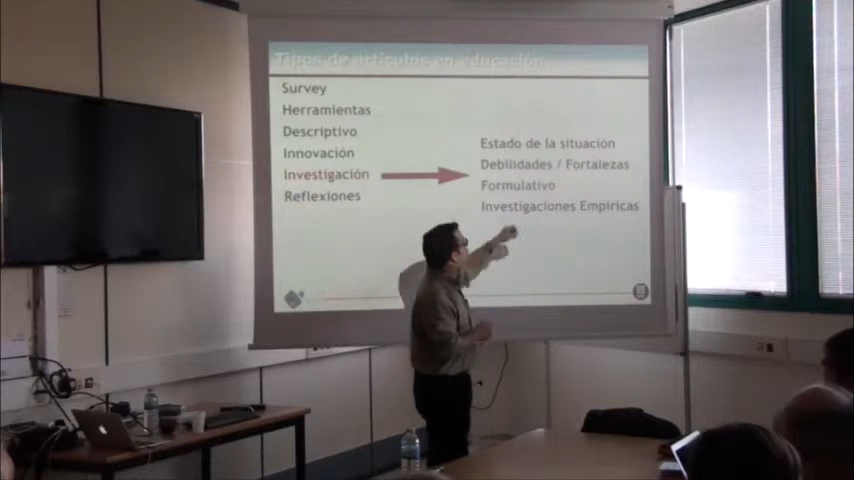 Tipos de artículos en educación
Survey
Herramientas
Descriptivo
Innovación
Investigación
Reflexiones
Estado de la situación
Debilidades / Fortalezas
Formulativo
Investigaciones Empíricas